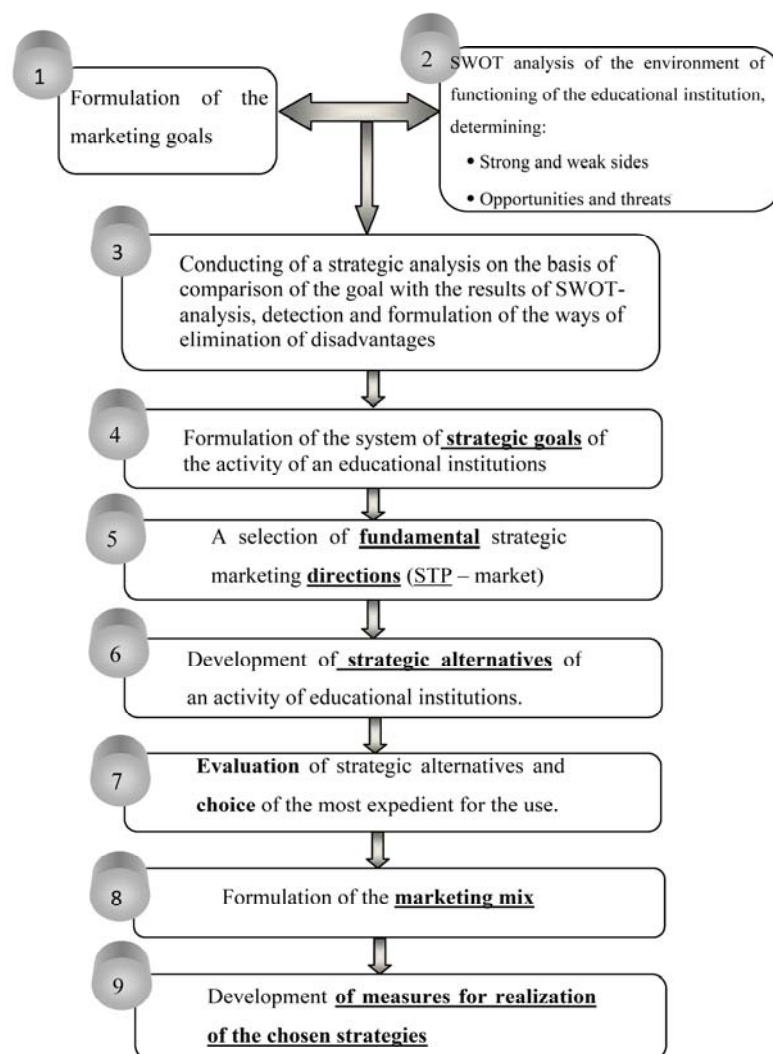 1
Formulation of the
marketing goals
2
SWOT analysis of the environment of
functioning of the educational institution,
determining:
• Strong and weak sides
• Opportunities and threats
3
Conducting of a strategic analysis on the basis of
comparison of the goal with the results of SWOT-
analysis, detection and formulation of the ways of
elimination of disadvantages
4
Formulation of the system of strategic goals of
the activity of an educational institutions
5
A selection of fundamental strategic
marketing directions (STP – market)
6
Development of strategic alternatives of
an activity of educational institutions.
7
Evaluation of strategic alternatives and
choice of the most expedient for the use.
8
Formulation of the marketing mix
9
Development of measures for realization
of the chosen strategies